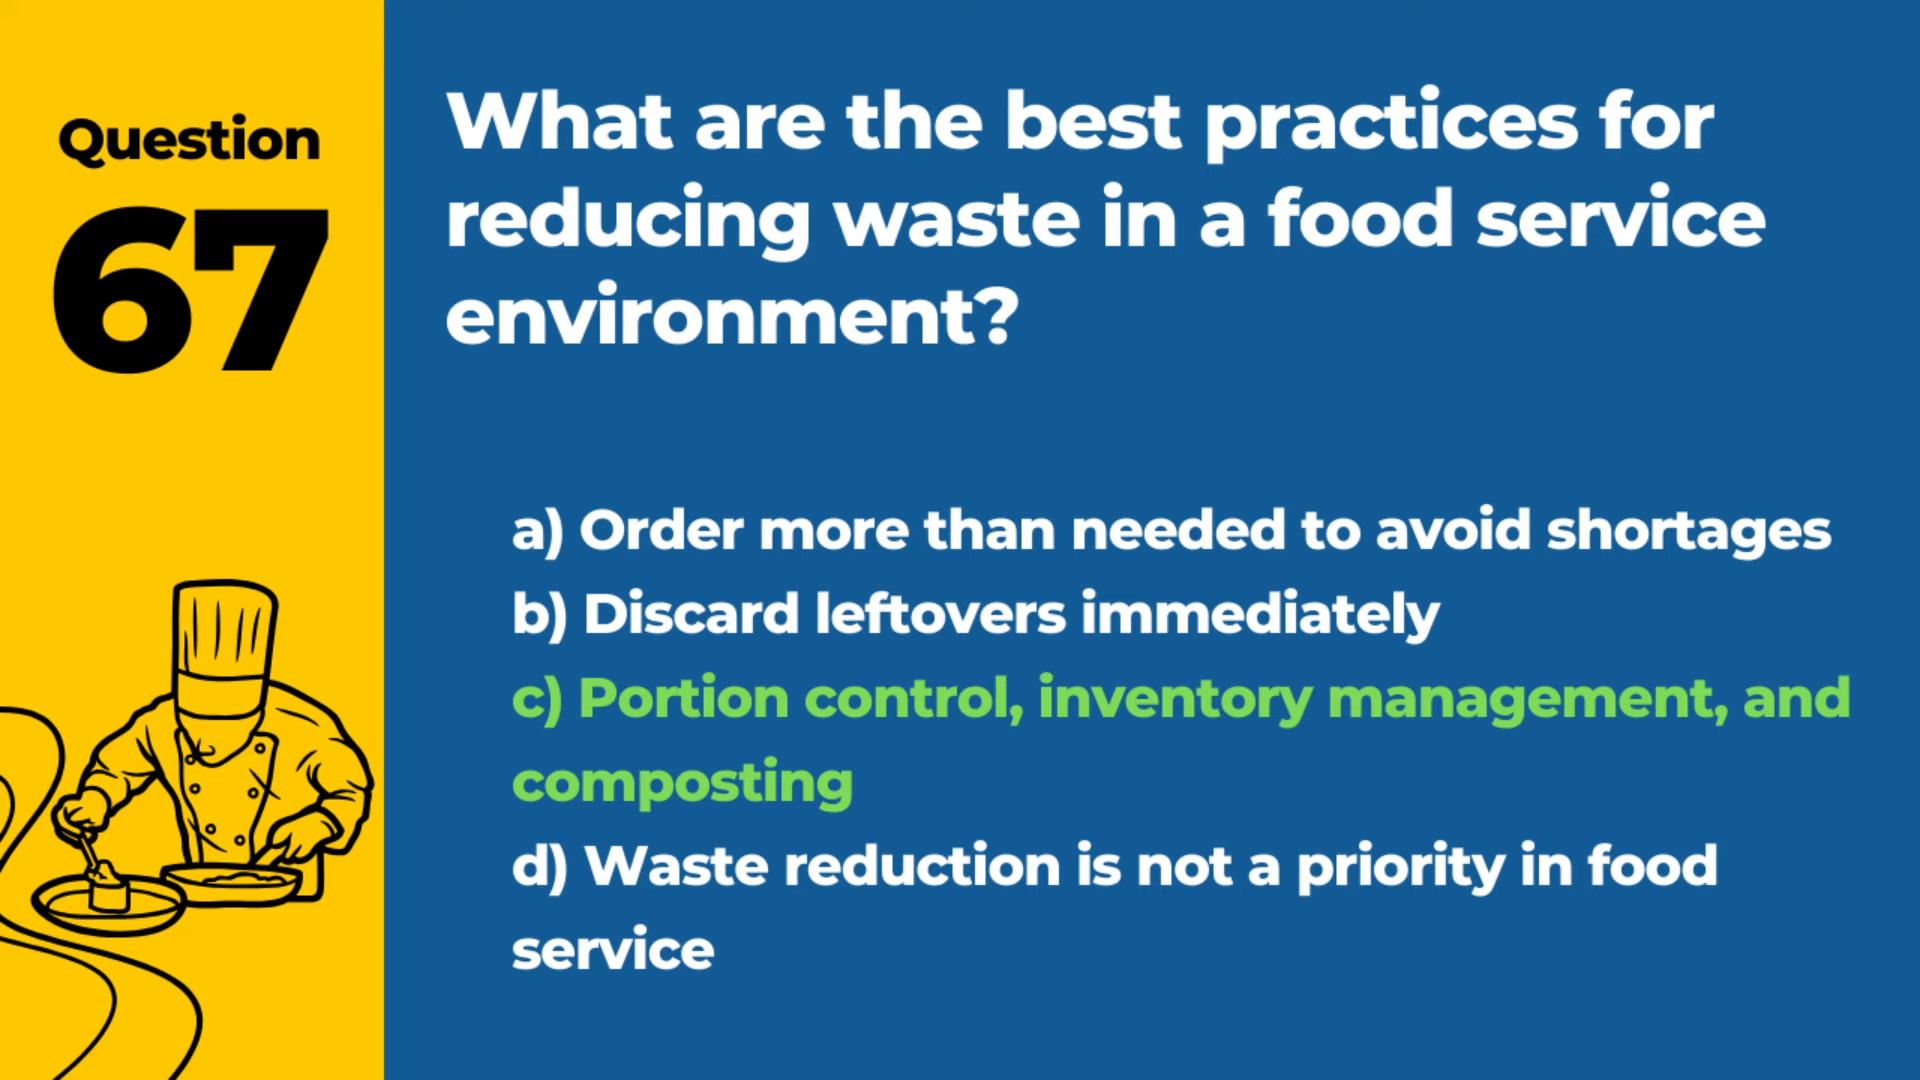 Question
67
What are the best practices for
reducing waste in a food service
environment?
a) Order more than needed to avoid shortages
b) Discard leftovers immediately
c) Portion control, inventory management, and
composting
d) Waste reduction is not a priority in food
service